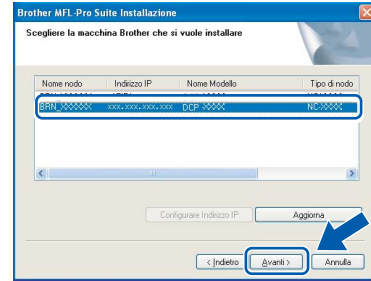 Brother MFL-Pro Suite Installazione
Scegliere la macchina Brother che si vuole installare
Nome nodo Indirizzo IP Nome Modello Tipo di nodo
BRN_XXXXXX xxx.xxx.xxx.xxx DCP-XXXX NC-XXXX
Configurare Indirizzo IP Aggiorna
< Indietro Avanti > Annulla